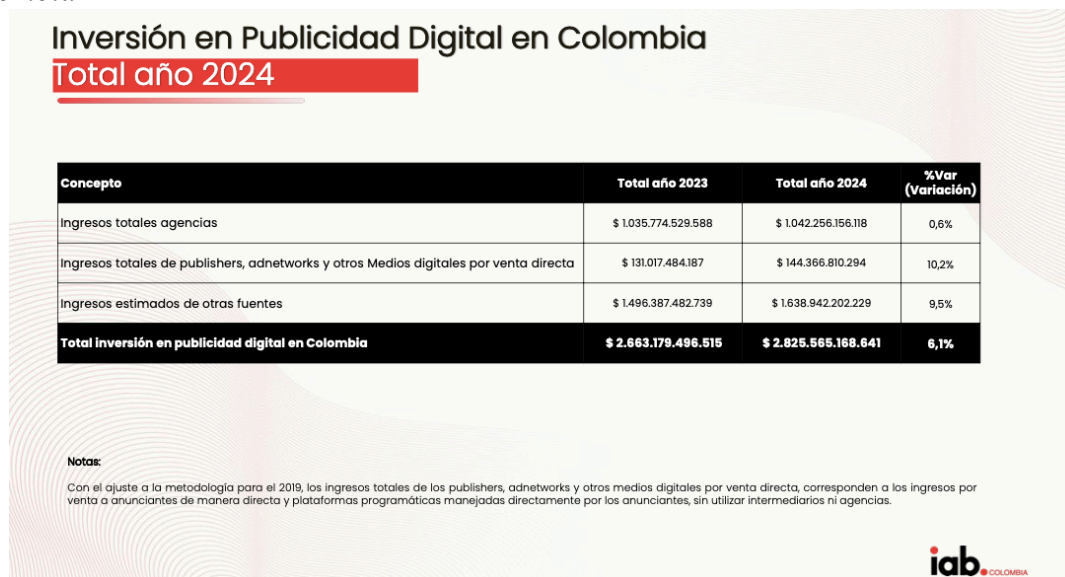 Inversión en Publicidad Digital en Colombia
Total año 2024
Concepto Total año 2023 Total año 2024 %Var (Variación)
Ingresos totales agencias $ 1.035.774.529.588 $ 1.042.256.156.118 0,6%
Ingresos totales de publishers, adnetworks y otros Medios digitales por venta directa $ 131.017.484.187 $ 144.366.810.294 10,2%
Ingresos estimados de otras fuentes $ 1.496.387.482.739 $ 1.638.942.202.229 9,5%
Total inversión en publicidad digital en Colombia $ 2.663.179.496.515 $ 2.825.565.168.641 6,1%
Notas:
Con el ajuste a la metodología para el 2019, los ingresos totales de los publishers, adnetworks y otros medios digitales por venta directa, corresponden a los ingresos por
venta a anunciantes de manera directa y plataformas programáticas manejadas directamente por los anunciantes, sin utilizar intermediarios ni agencias.
iab. COLOMBIA